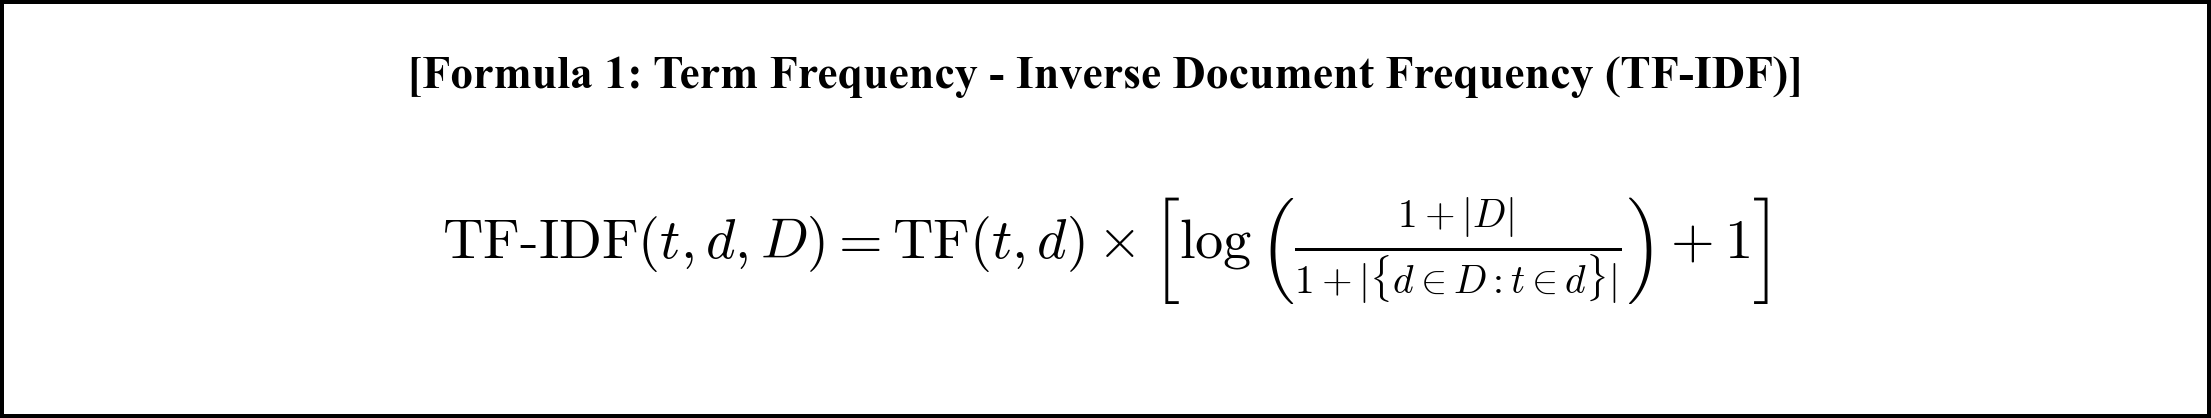 [Formula 1: Term Frequency - Inverse Document Frequency (TF-IDF)]
TF-IDF(t, d, D) = TF(t, d) × [log((1 + |D|) / (1 + |{d ∈ D : t ∈ d}|)) + 1]